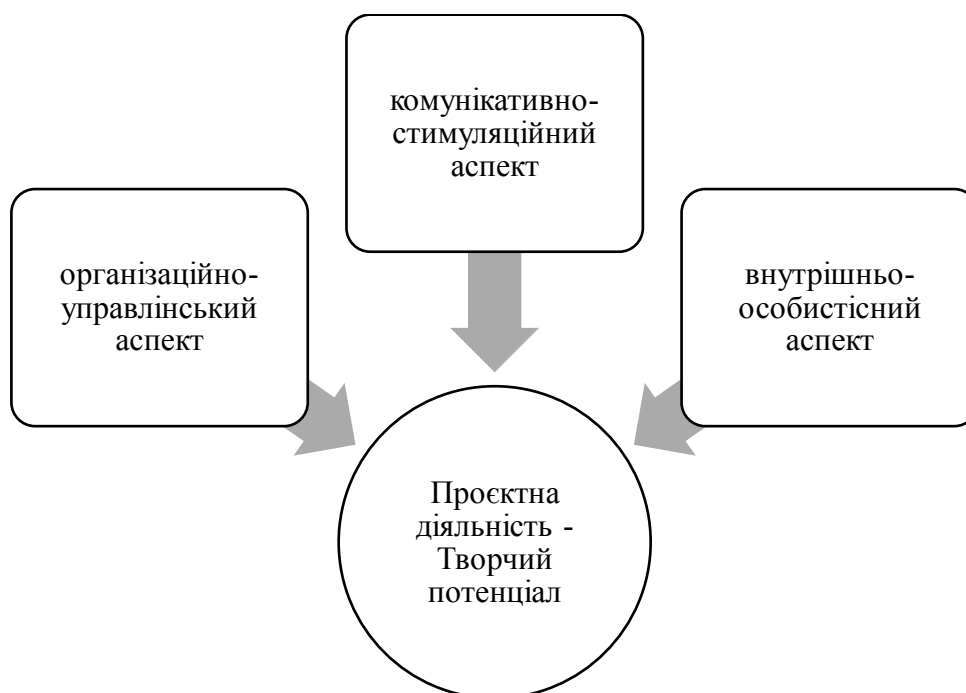 комунікативно-
стимуляційний
аспект
організаційно-
управлінський
аспект
внутрішньо-
особистісний
аспект
Проєктна
діяльність -
Творчий
потенціал